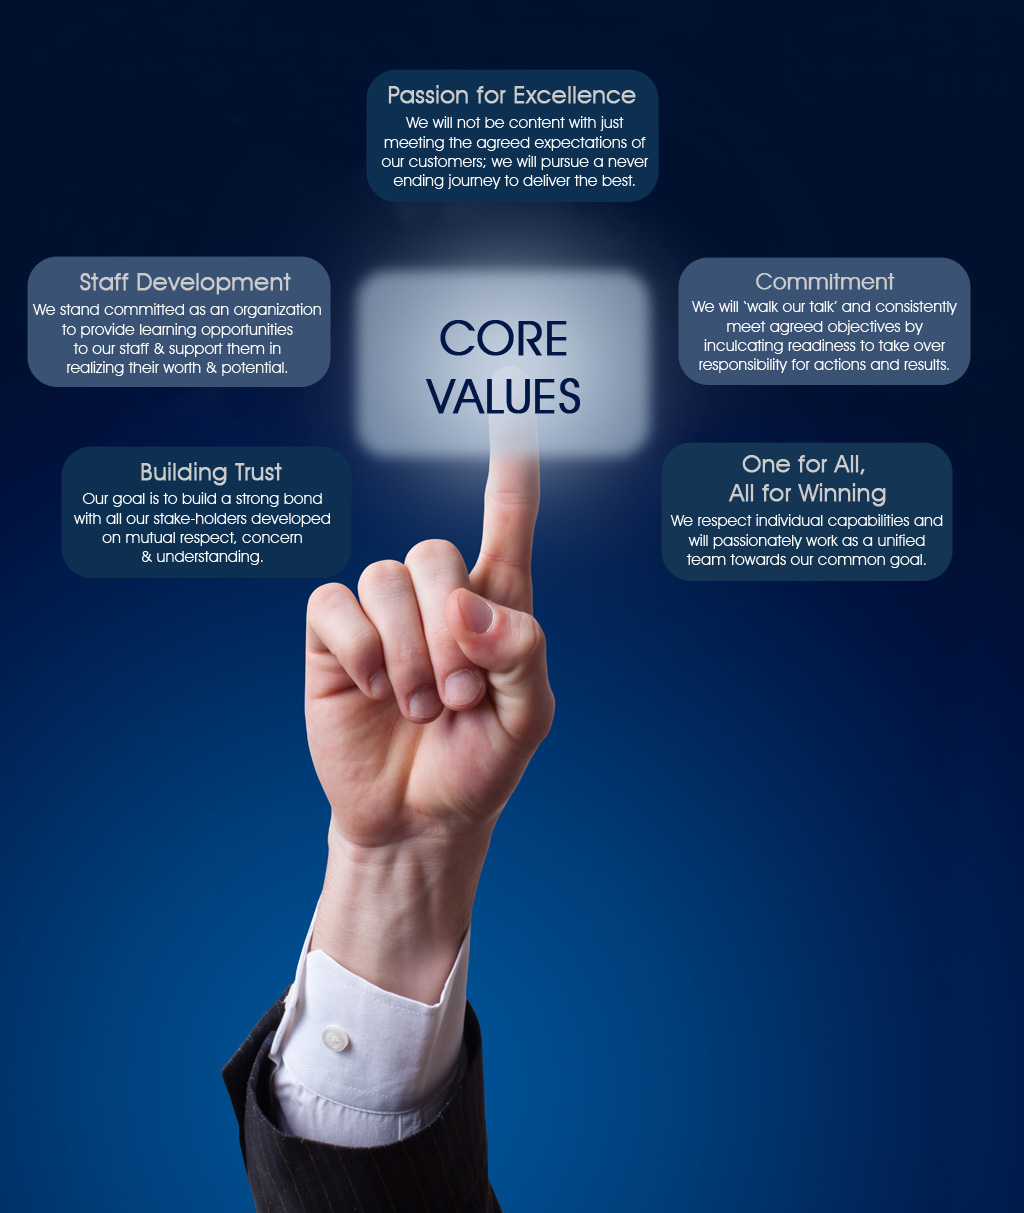 Passion for Excellence
We will not be content with just
meeting the agreed expectations of
our customers; we will pursue a never
ending journey to deliver the best.
Staff Development
We stand committed as an organization
to provide learning opportunities
to our staff & support them in
realizing their worth & potential.
CORE
VALUES
Commitment
We will ‘walk our talk’ and consistently
meet agreed objectives by
inculcating readiness to take over
responsibility for actions and results.
Building Trust
Our goal is to build a strong bond
with all our stake-holders developed
on mutual respect, concern
& understanding.
One for All,
All for Winning
We respect individual capabilities and
will passionately work as a unified
team towards our common goal.